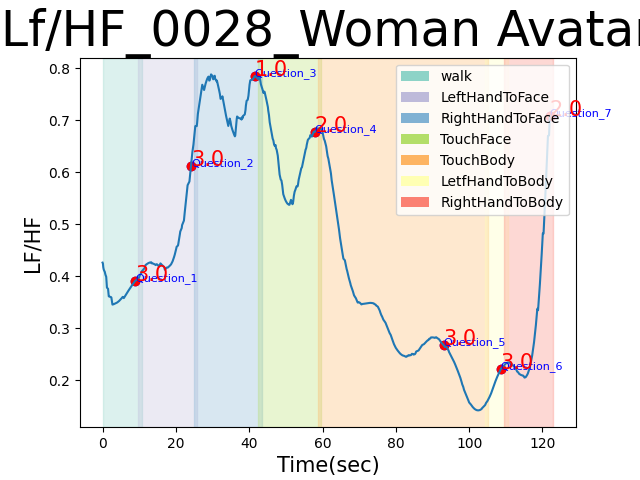 Lf/HF_0028_Woman Avatar
LF/HF
0.8
0.7
0.6
0.5
0.4
0.3
0.2
0
20
40
60
80
100
120
Time(sec)
3.0
Question_1
3.0
Question_2
1.0
Question_3
2.0
Question_4
3.0
Question_5
3.0
Question_6
2.0
Question_7
walk
LeftHandToFace
RightHandToFace
TouchFace
TouchBody
LetfHandToBody
RightHandToBody